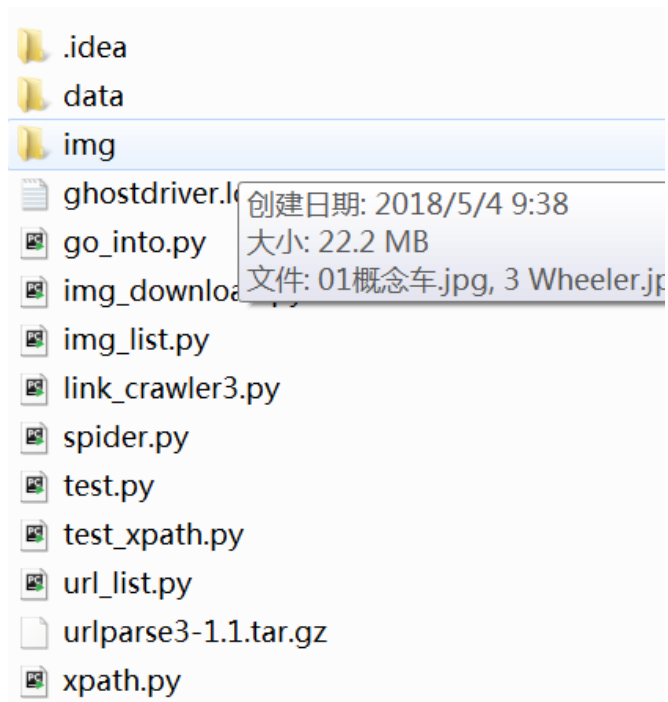 .idea
data
img
ghostdriver.l
创建日期: 2018/5/4 9:38
go_into.py
大小: 22.2 MB
文件: 01概念车.jpg, 3 Wheeler.jp
img_downloa
img_list.py
link_crawler3.py
spider.py
test.py
test_xpath.py
url_list.py
urlparse3-1.1.tar.gz
xpath.py